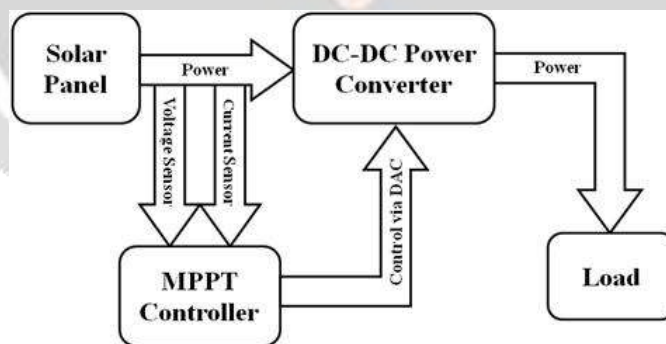 Solar
Panel
Power
DC-DC Power
Converter
Power
Voltage Sensor
Current Sensor
Control via DAC
MPPT
Controller
Load